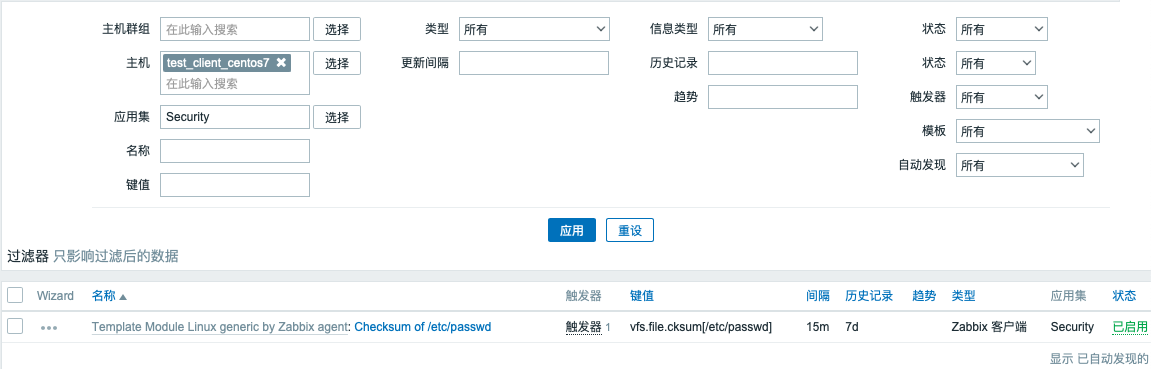 主机群组 在此输入搜索 选择 类型 所有 信息类型 所有 状态 所有
主机 test_client_centos7 ✖ 选择 更新间隔 历史记录 状态 所有
在此输入搜索
趋势 触发器 所有
应用集 Security 选择
模板 所有
名称
自动发现 所有
键值
应用 重设
过滤器 只影响过滤后的数据
Wizard 名称 ▲ 触发器 键值 间隔 历史记录 趋势 类型 应用集 状态
••• Template Module Linux generic by Zabbix agent: Checksum of /etc/passwd 触发器 1 vfs.file.cksum[/etc/passwd] 15m 7d Zabbix 客户端 Security 已启用
显示 已自动发现的